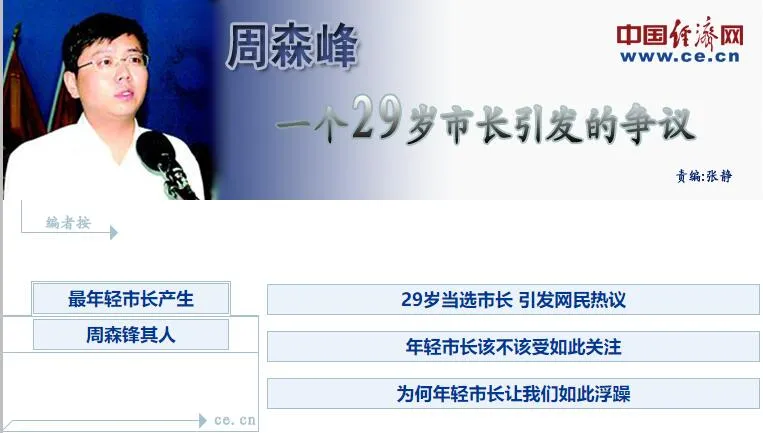 周森峰
中国经济网
www.ce.cn
一个29岁市长引发的争议
责编:张静
编者按
最年轻市长产生
29岁当选市长 引发网民热议
周森锋其人
年轻市长该不该受如此关注
为何年轻市长让我们如此浮躁
ce.cn